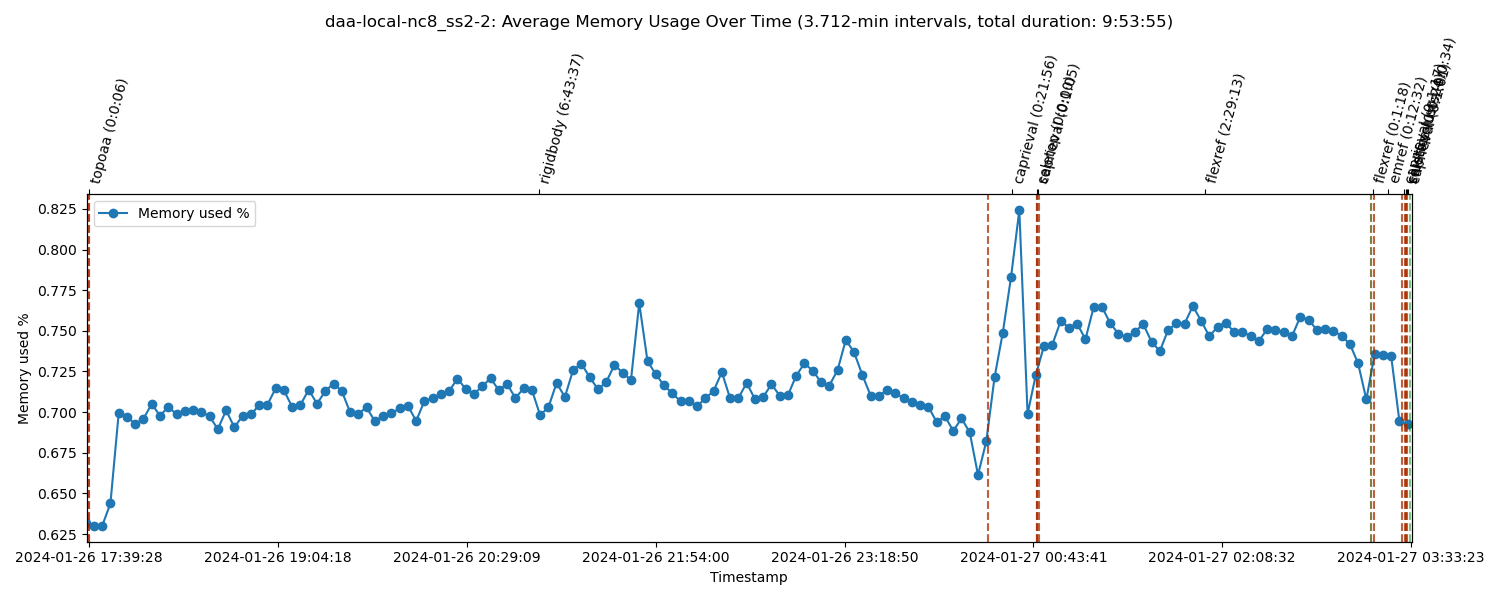 daa-local-nc8_ss2-2: Average Memory Usage Over Time (3.712-min intervals, total duration: 9:53:55)
topoaa (0:0:06)
rigidbody (6:43:37)
caprieval (0:21:56)
flexref (2:29:13)
flexref (0:1:18)
emref (0:12:32)
Memory used %
0.825
0.800
0.775
0.750
0.725
0.700
0.675
0.650
0.625
Memory used %
2024-01-26 17:39:28
2024-01-26 19:04:18
2024-01-26 20:29:09
2024-01-26 21:54:00
2024-01-26 23:18:50
2024-01-27 00:43:41
2024-01-27 02:08:32
2024-01-27 03:33:23
Timestamp